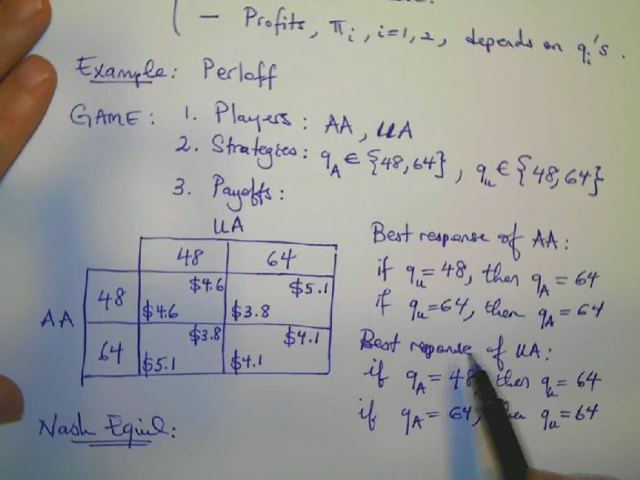 – Profits, πi, i=1,2, depends on qi's.
Example: Perloff
GAME: 1. Players: AA, UA
2. Strategies: qA ∈ {48,64}, qu ∈ {48,64}
3. Payoffs:
UA
48 64
AA
48 $4.6 $4.6 $3.8 $5.1
64 $5.1 $3.8 $4.1 $4.1
Best response of AA:
if qu = 48, then qA = 64
if qu = 64, then qA = 64
Best response of UA:
if qA = 48, then qu = 64
if qA = 64, then qu = 64
Nash Equil: